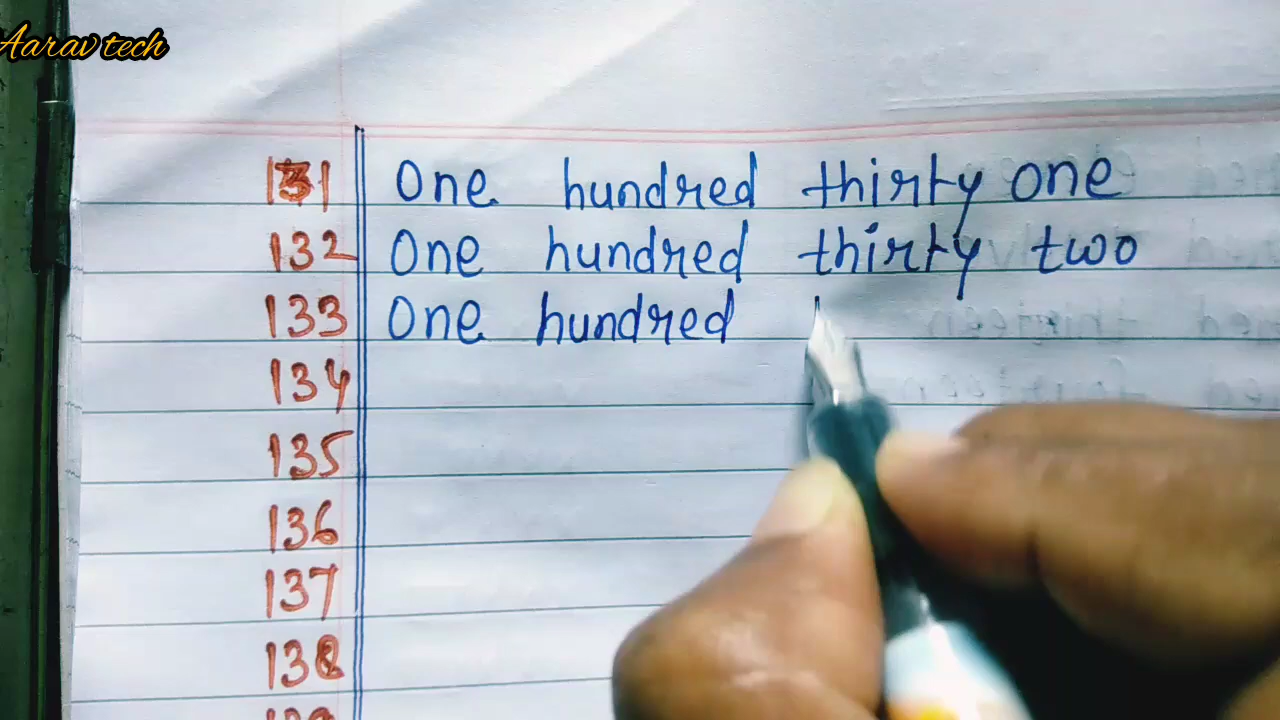 Aarav tech
131 One hundred thirty one
132 One hundred thirty two
133 One hundred
134
135
136
137
138